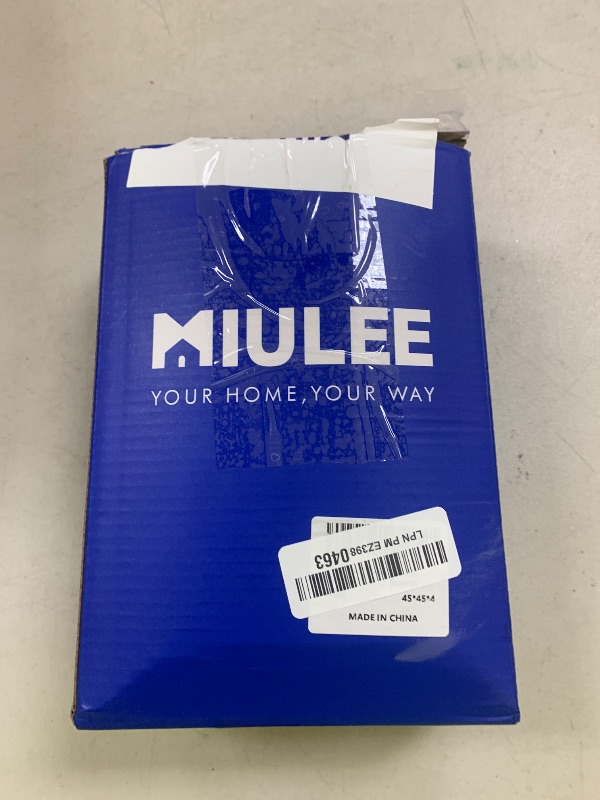 MIULEE
YOUR HOME, YOUR WAY
LPN PM EZ398 0463
45*45*4
MADE IN CHINA